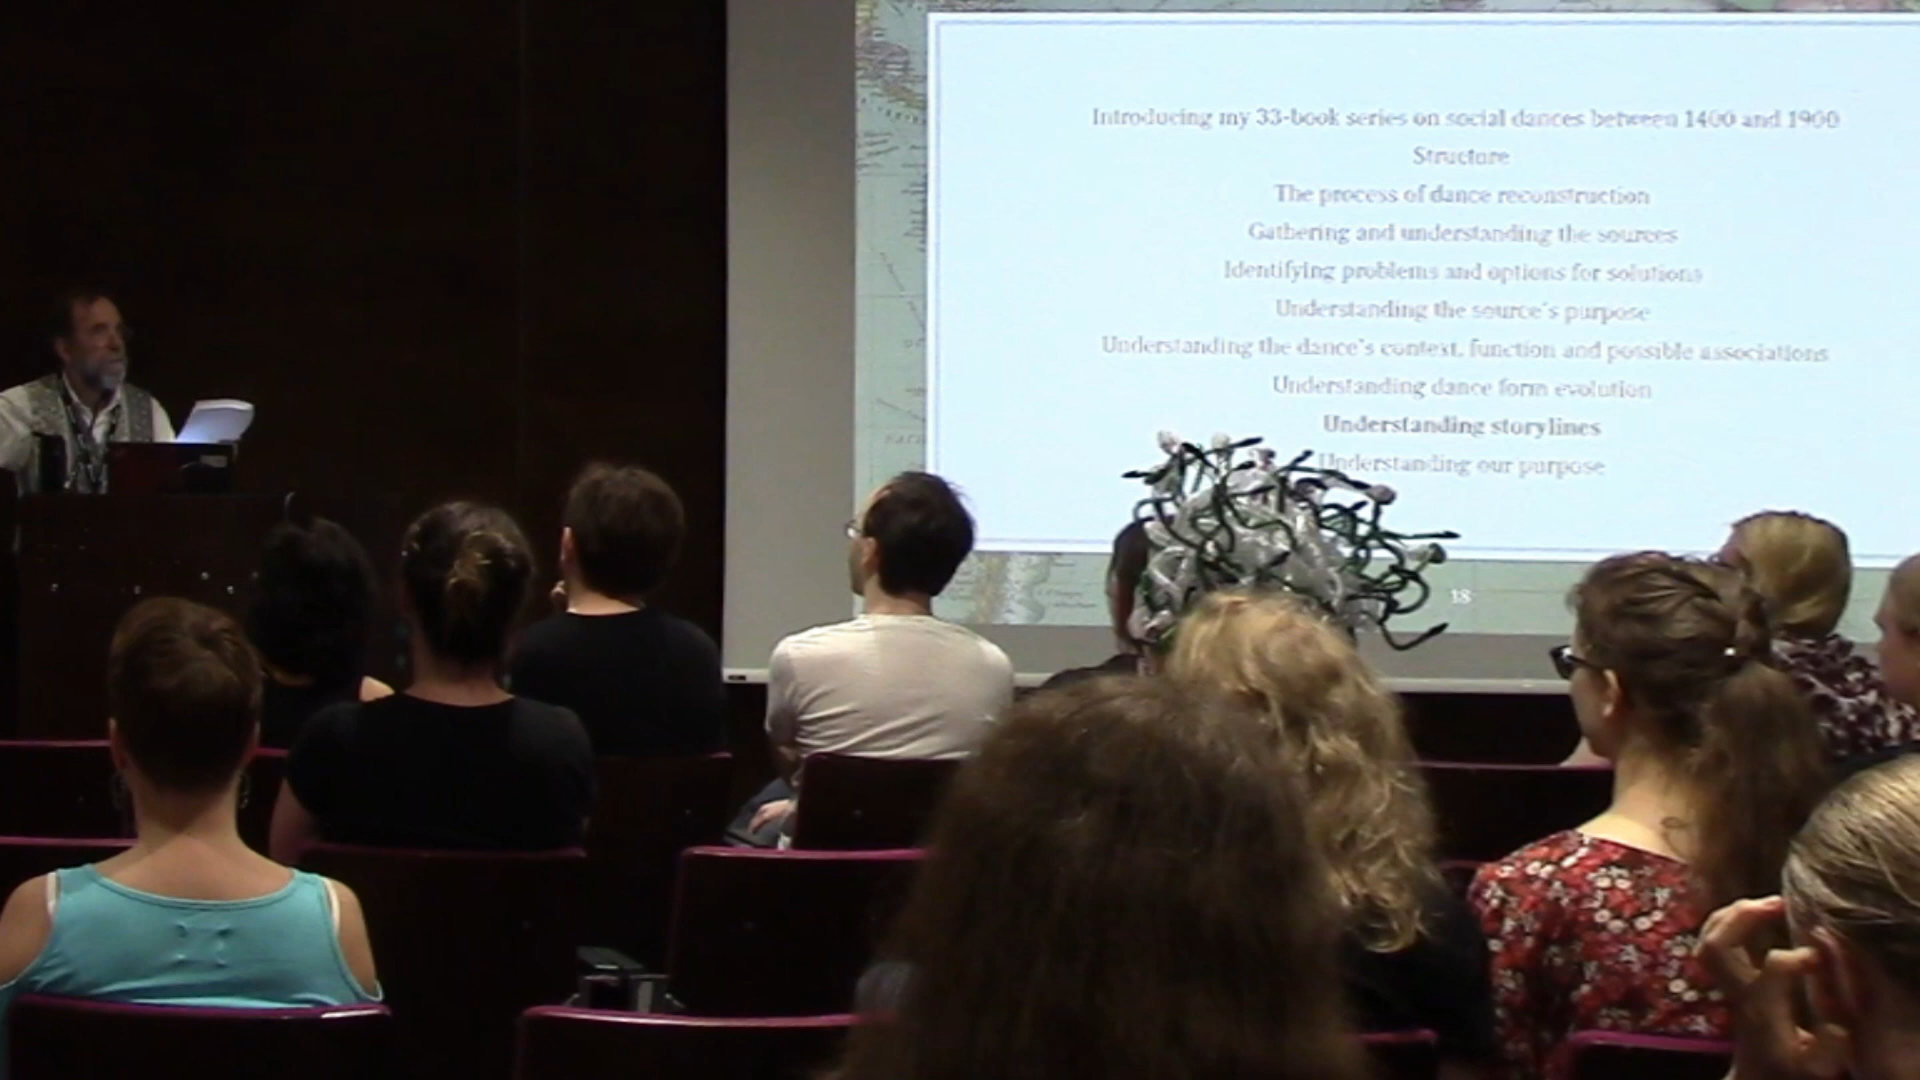 Introducing my 33-book series on social dances between 1400 and 1900
Structure
The process of dance reconstruction
Gathering and understanding the sources
Identifying problems and options for solutions
Understanding the source's purpose
Understanding the dance's context, function and possible associations
Understanding dance form evolution
Understanding storylines
Understanding our purpose
18